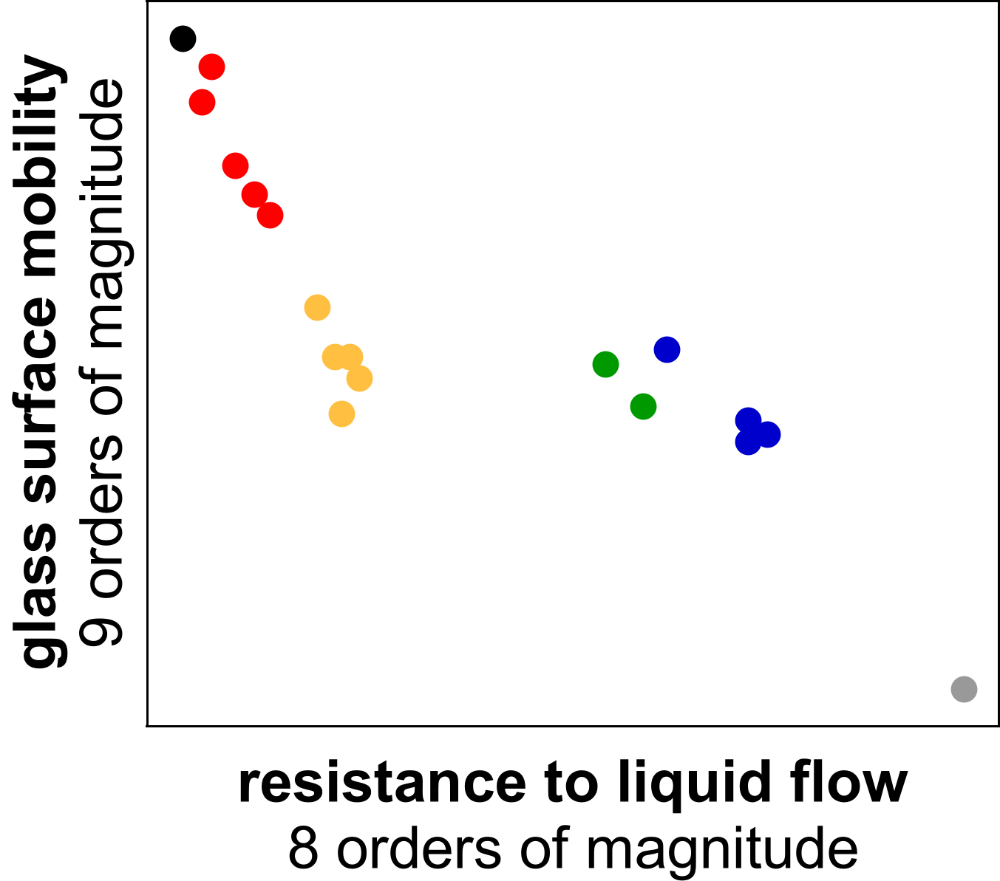 glass surface mobility
9 orders of magnitude
resistance to liquid flow
8 orders of magnitude